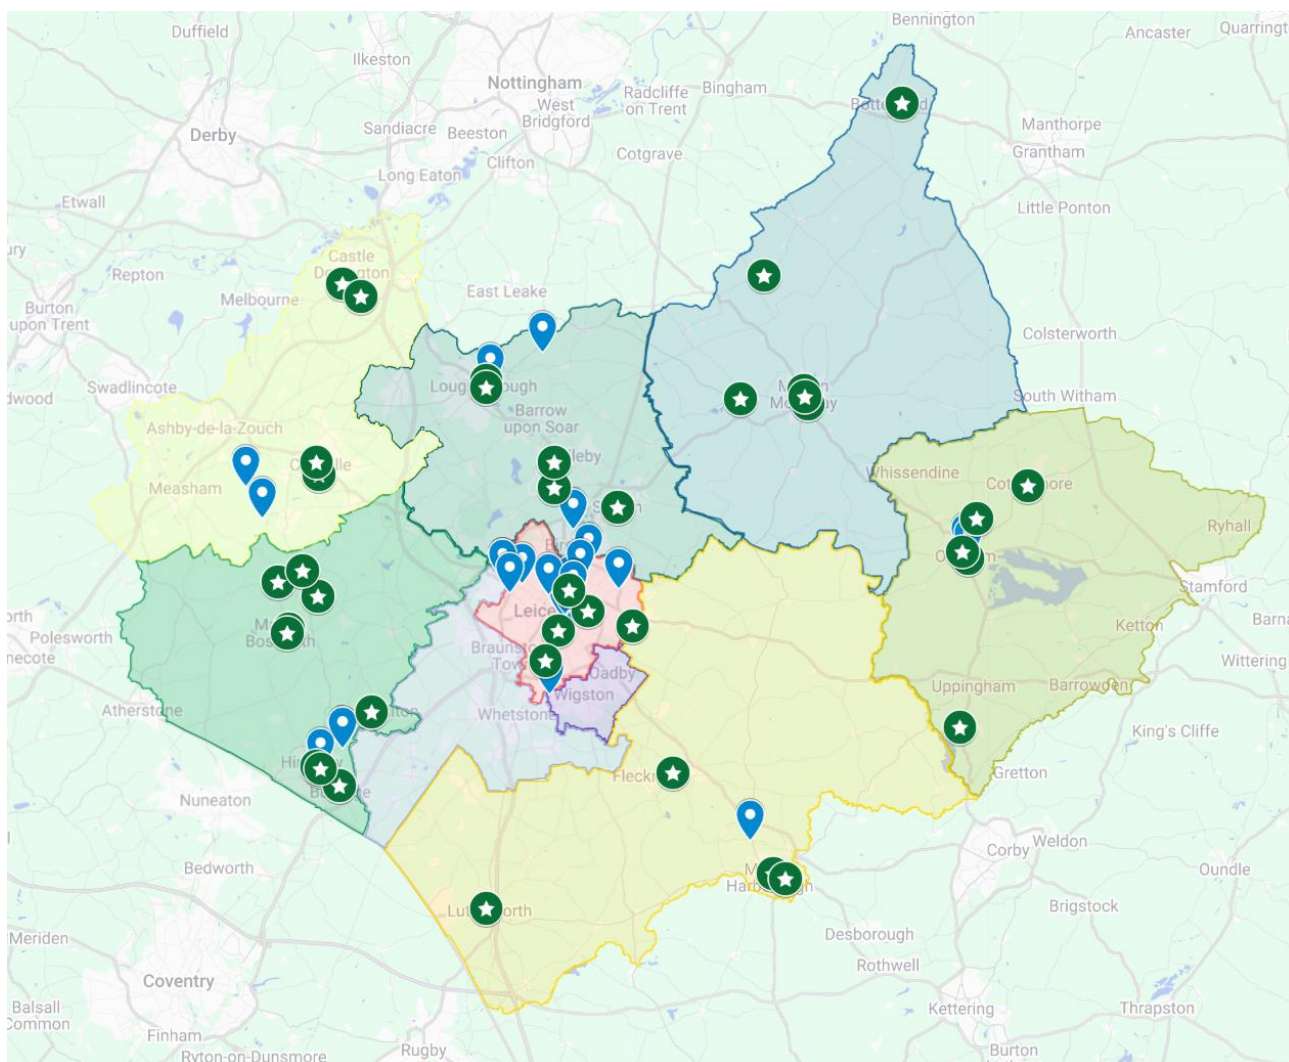 Bennington
Duffield
Ancaster
Quarringt
Ilkeston
Nottingham
Radcliffe
on Trent
Bingham
West
Bridgford
Derby
Sandiacre
Beeston
Manthorpe
Grantham
Cotgrave
Clifton
Long Eaton
Etwall
Little Ponton
Castle
Repton
Melbourne
East Leake
Burton
upon Trent
Colsterworth
Swadlincote
South Witham
Barrow
upon Soar
Ashby-de-la-Zouch
Whissendine
Measham
Ryhall
Stamford
Polesworth
Ketton
Wittering
Oadby
Uppingham
Barrowden
Wigston
Atherstone
Whetstone
King's Cliffe
Gretton
Nuneaton
Corby
Weldon
Bedworth
Oundle
Brigstock
Desborough
Meriden
Rothwell
Coventry
Balsall
Common
Kettering
Thrapston
Finham
Rugby
Ryton-on-Dunsmore
Burton